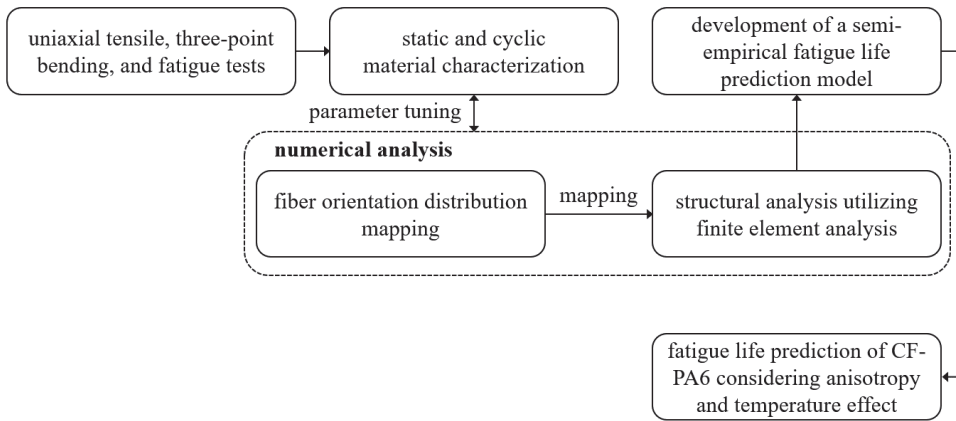 uniaxial tensile, three-point
bending, and fatigue tests
static and cyclic
material characterization
development of a semi-
empirical fatigue life
prediction model
parameter tuning
numerical analysis
fiber orientation distribution
mapping
mapping
structural analysis utilizing
finite element analysis
fatigue life prediction of CF-
PA6 considering anisotropy
and temperature effect